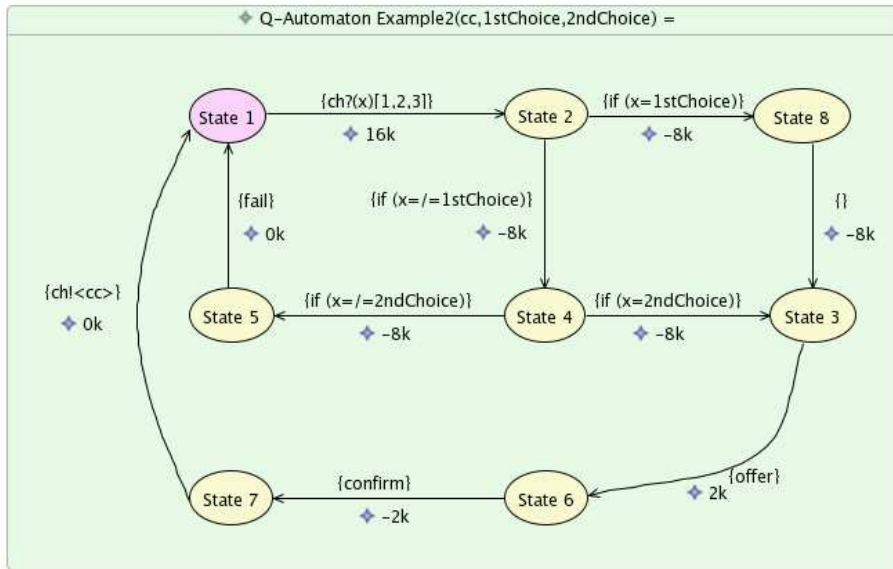 Q-Automaton Example2(cc,1stChoice,2ndChoice) =
{ch?(x)[1,2,3]}
{if (x=1stChoice)}
State 1
State 2
State 8
16k
-8k
{fail}
{if (x=/=1stChoice)}
{}
0k
-8k
-8k
{ch!<cc>}
{if (x=/=2ndChoice)}
{if (x=2ndChoice)}
0k
State 5
State 4
State 3
-8k
-8k
{confirm}
{offer}
2k
State 7
State 6
-2k